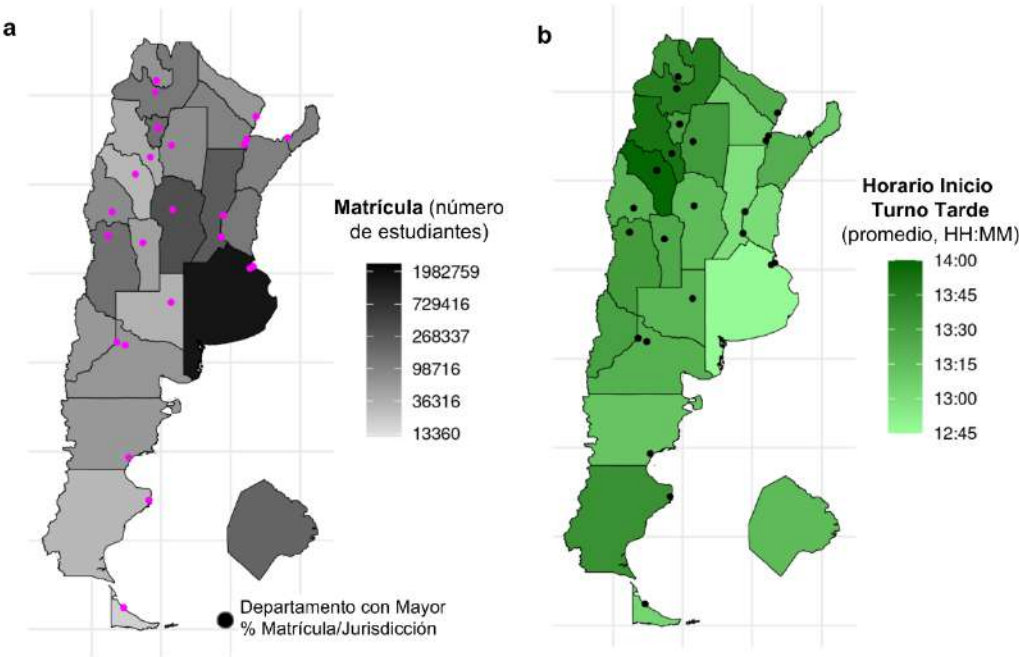 a
Matrícula (número
de estudiantes)
1982759
729416
268337
98716
36316
13360
Departamento con Mayor
% Matrícula/Jurisdicción
b
Horario Inicio
Turno Tarde
(promedio, HH:MM)
14:00
13:45
13:30
13:15
13:00
12:45